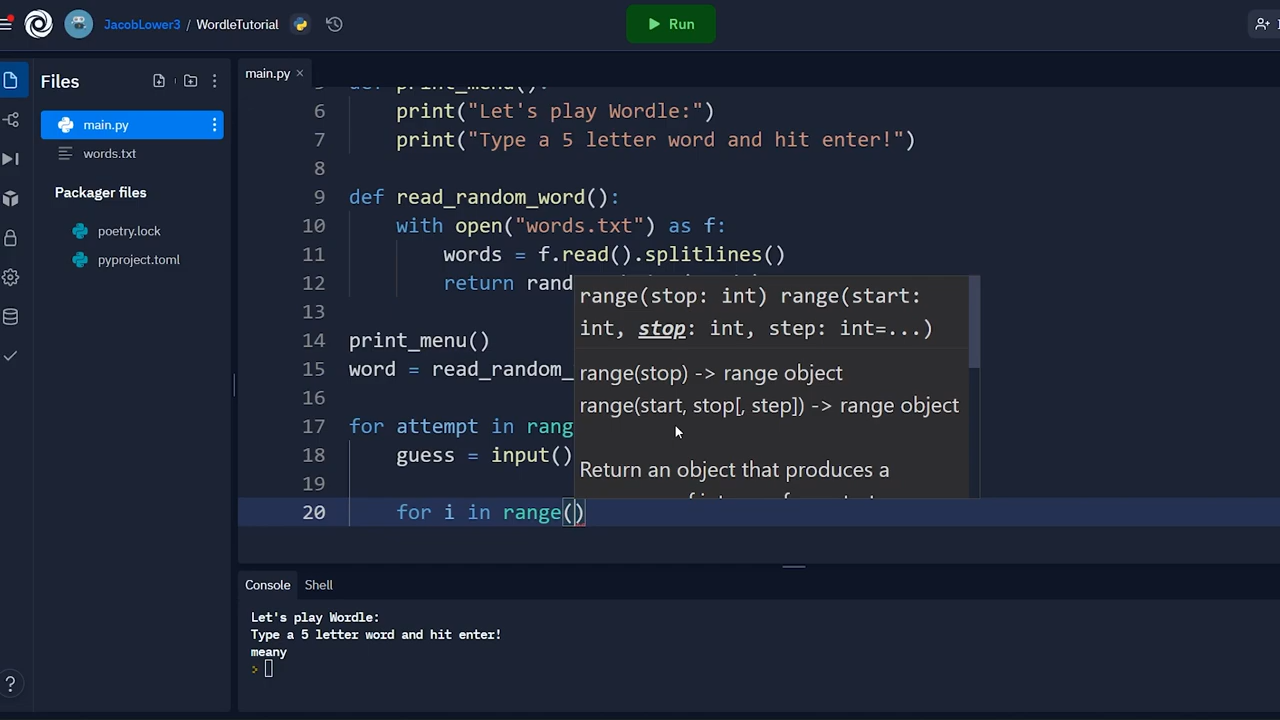 JacobLower3 / WordleTutorial
Run
Files
main.py
words.txt
Packager files
poetry.lock
pyproject.toml
main.py ×
5 def print_menu():
6 print("Let's play Wordle:")
7 print("Type a 5 letter word and hit enter!")
8
9 def read_random_word():
10 with open("words.txt") as f:
11 words = f.read().splitlines()
12 return rand
13
14 print_menu()
15 word = read_random_
16
17 for attempt in rang
18 guess = input()
19
20 for i in range()
range(stop: int) range(start:
int, stop: int, step: int=...)
range(stop) -> range object
range(start, stop[, step]) -> range object
Return an object that produces a
Console Shell
Let's play Wordle:
Type a 5 letter word and hit enter!
meany
>
?